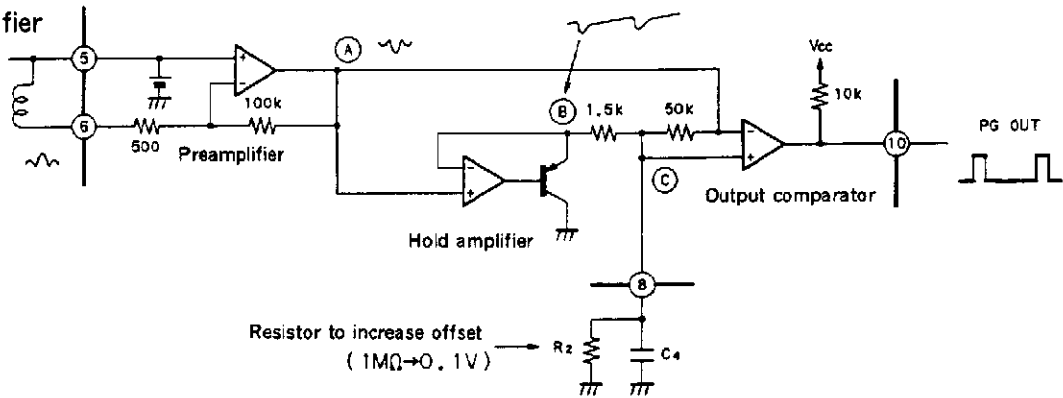 fier
5
A
Vcc
+
-
10k
100k
B
1.5k
50k
PG OUT
6
500
Preamplifier
-
+
-
+
10
C
Output comparator
Hold amplifier
8
Resistor to increase offset
(1MΩ→0.1V)
R2
C4